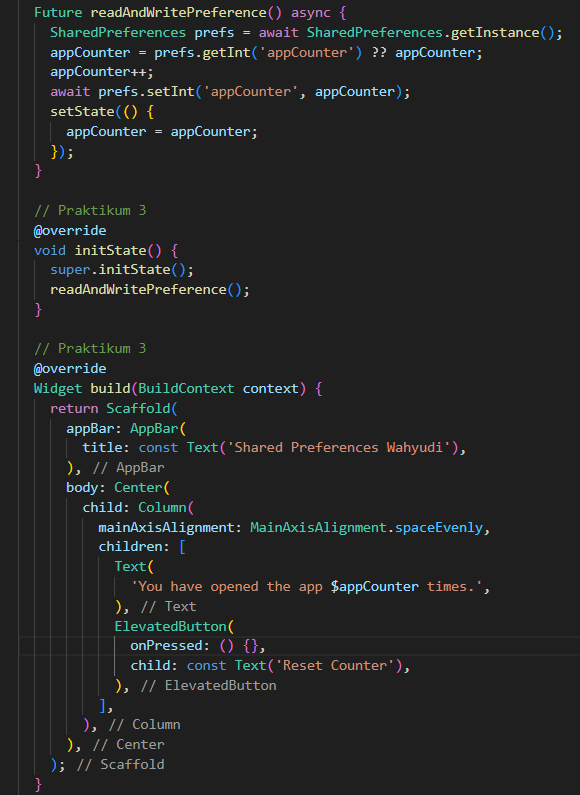 Future readAndWritePreference() async {
SharedPreferences prefs = await SharedPreferences.getInstance();
appCounter = prefs.getInt('appCounter') ?? appCounter;
appCounter++;
await prefs.setInt('appCounter', appCounter);
setState(() {
appCounter = appCounter;
});
}
// Praktikum 3
@override
void initState() {
super.initState();
readAndWritePreference();
}
// Praktikum 3
@override
Widget build(BuildContext context) {
return Scaffold(
appBar: AppBar(
title: const Text('Shared Preferences Wahyudi'),
), // AppBar
body: Center(
child: Column(
mainAxisAlignment: MainAxisAlignment.spaceEvenly,
children: [
Text(
'You have opened the app $appCounter times.',
), // Text
ElevatedButton(
onPressed: () {},
child: const Text('Reset Counter'),
), // ElevatedButton
],
), // Column
), // Center
); // Scaffold
}